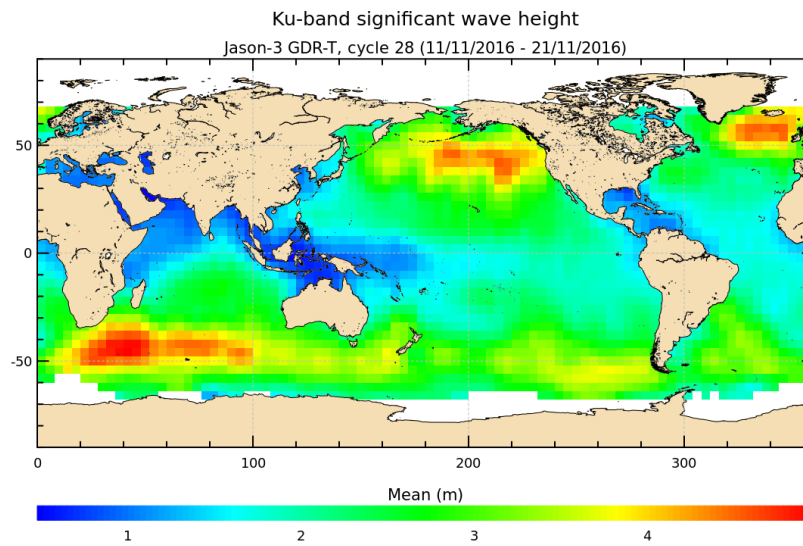 Ku-band significant wave height
Jason-3 GDR-T, cycle 28 (11/11/2016 - 21/11/2016)
50
0
-50
0 100 200 300
Mean (m)
1 2 3 4